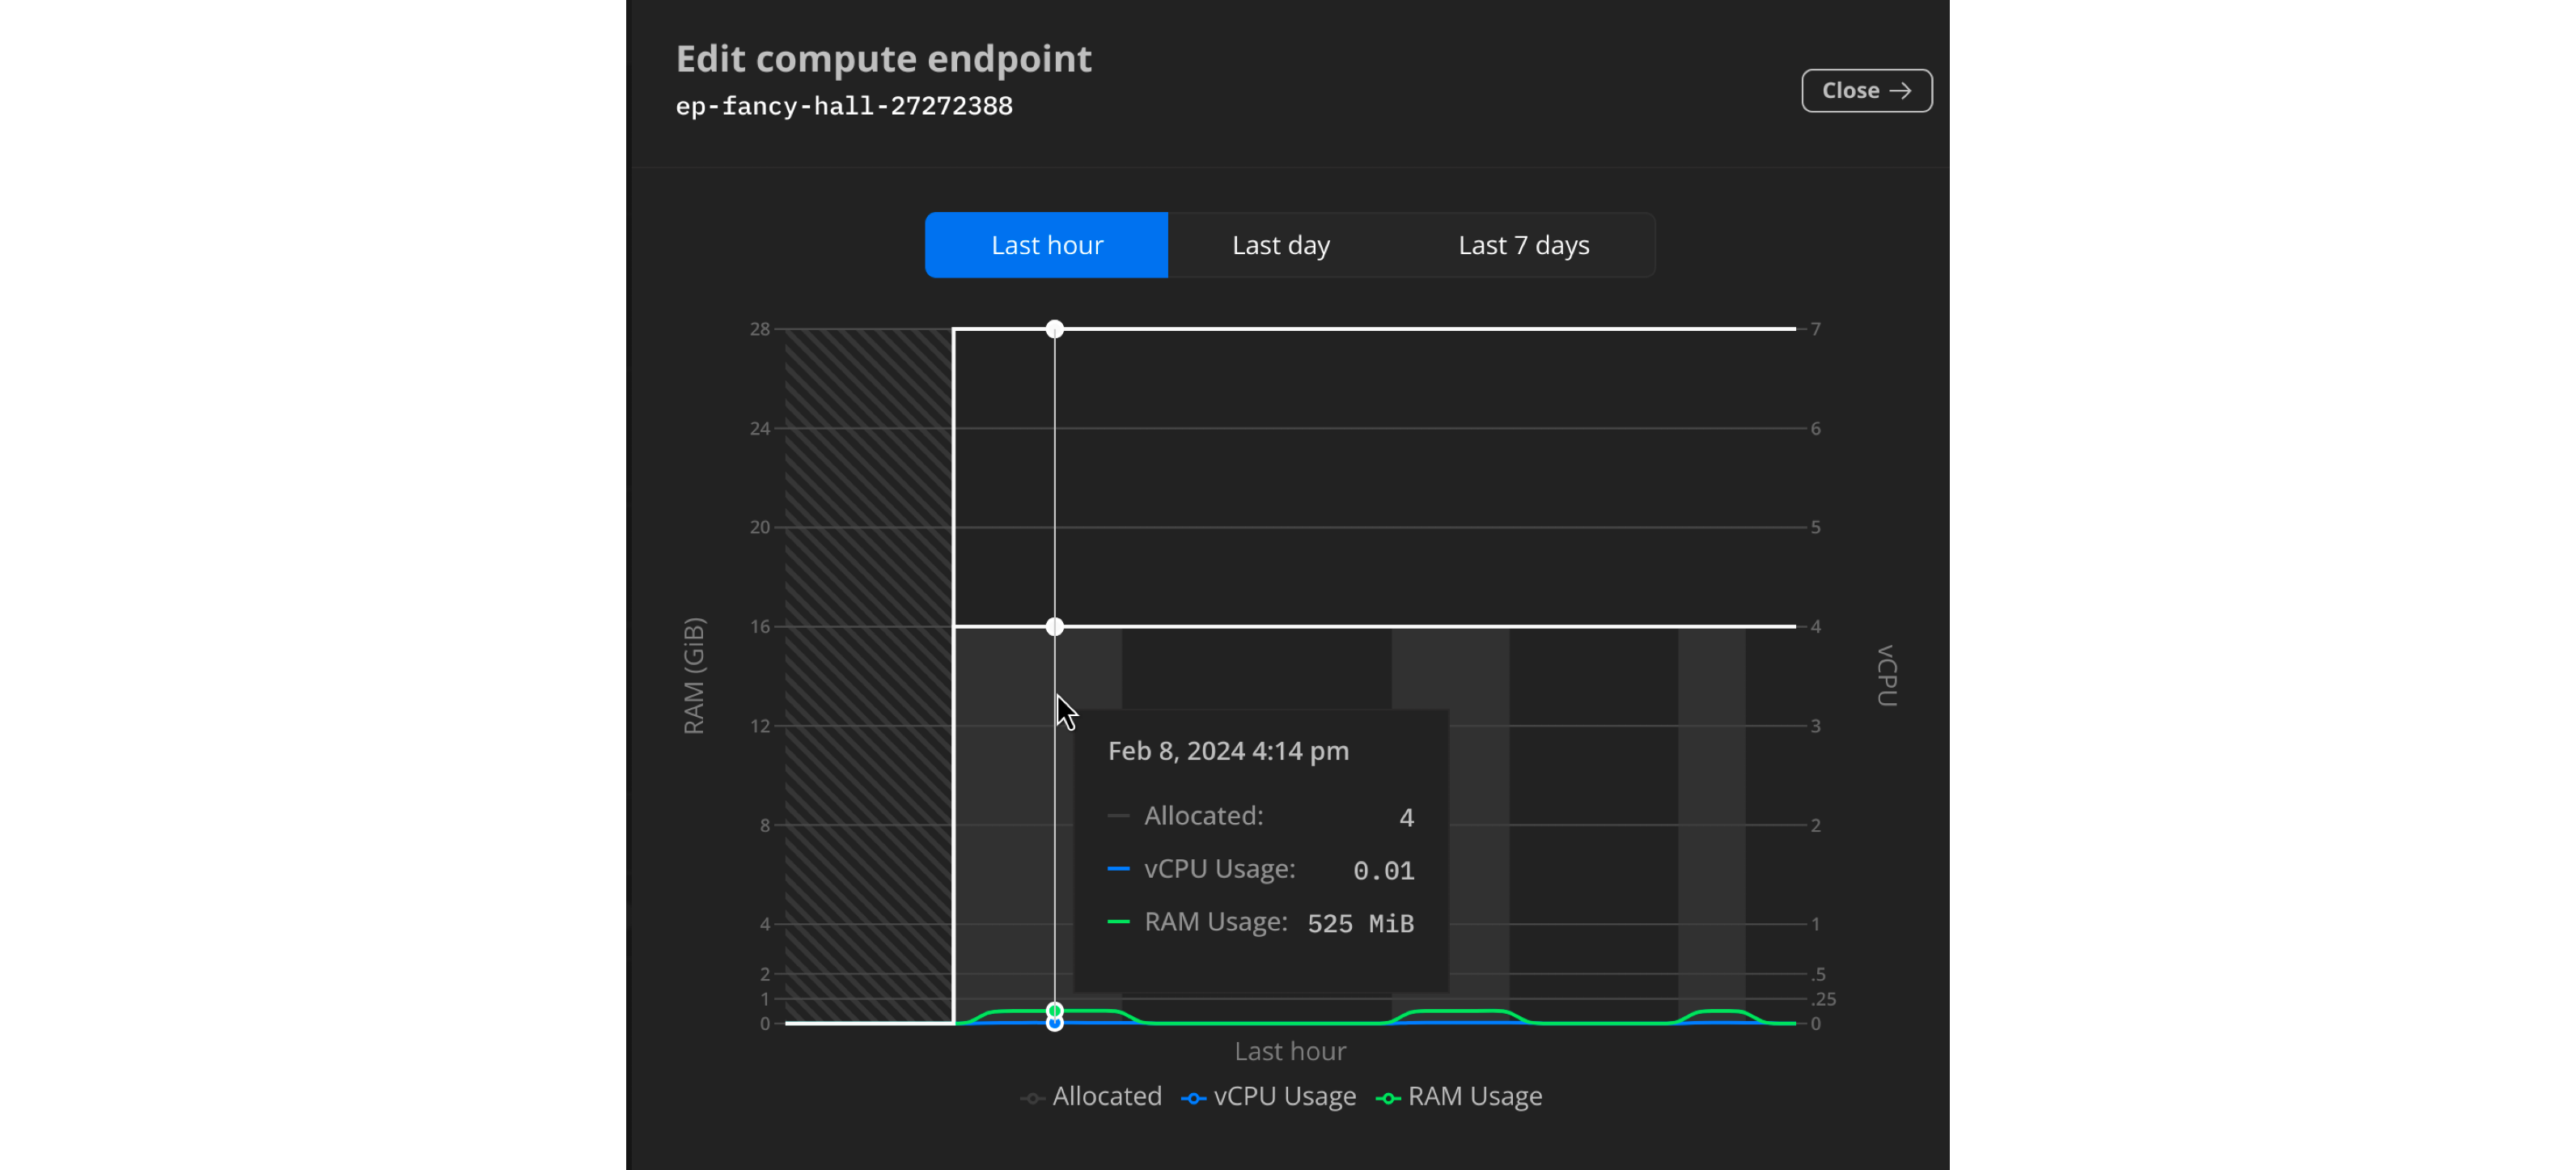 Edit compute endpoint
ep-fancy-hall-27272388
Close
Last hour Last day Last 7 days
28 7
24 6
20 5
16 4
12 3
8 2
4 1
2 .5
1 .25
0 0
RAM (GiB)
vCPU
Feb 8, 2024 4:14 pm
Allocated: 4
vCPU Usage: 0.01
RAM Usage: 525 MiB
Last hour
Allocated vCPU Usage RAM Usage